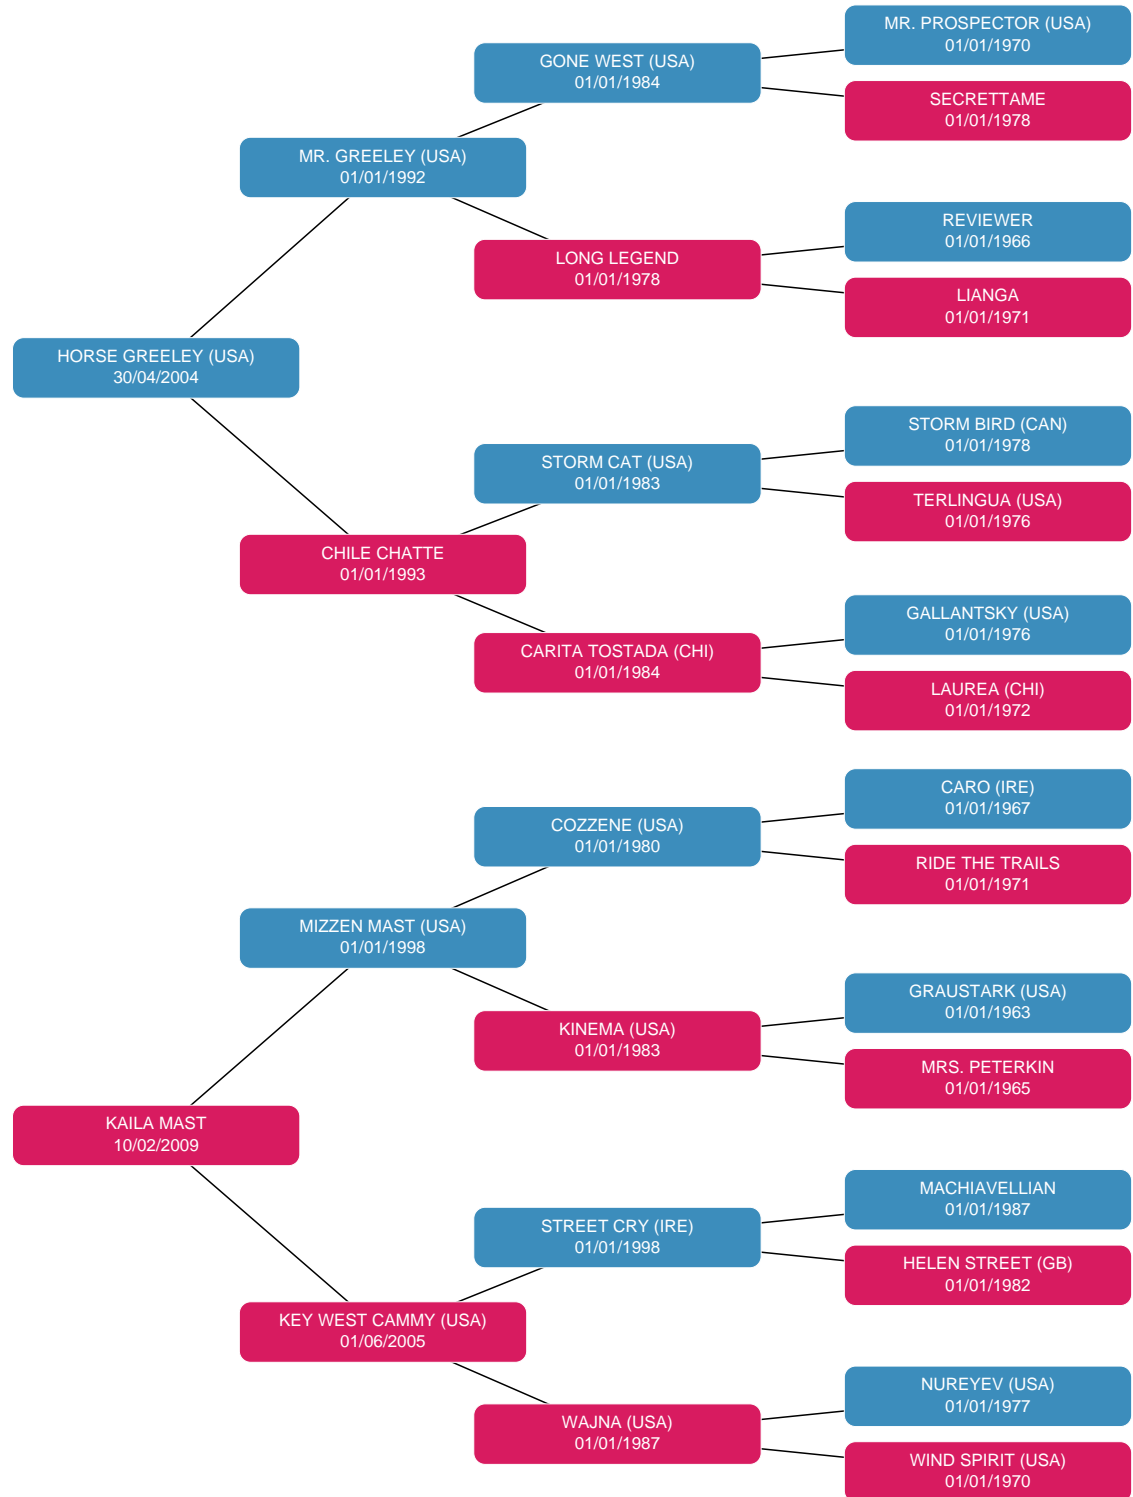 MR. PROSPECTOR (USA)
01/01/1970
GONE WEST (USA)
01/01/1984
SECRETTAME
01/01/1978
MR. GREELEY (USA)
01/01/1992
REVIEWER
01/01/1966
LONG LEGEND
01/01/1978
LIANGA
01/01/1971
HORSE GREELEY (USA)
30/04/2004
STORM BIRD (CAN)
01/01/1978
STORM CAT (USA)
01/01/1983
TERLINGUA (USA)
01/01/1976
CHILE CHATTE
01/01/1993
GALLANTSKY (USA)
01/01/1976
CARITA TOSTADA (CHI)
01/01/1984
LAUREA (CHI)
01/01/1972
CARO (IRE)
01/01/1967
COZZENE (USA)
01/01/1980
RIDE THE TRAILS
01/01/1971
MIZZEN MAST (USA)
01/01/1998
GRAUSTARK (USA)
01/01/1963
KINEMA (USA)
01/01/1983
MRS. PETERKIN
01/01/1965
KAILA MAST
10/02/2009
MACHIAVELLIAN
01/01/1987
STREET CRY (IRE)
01/01/1998
HELEN STREET (GB)
01/01/1982
KEY WEST CAMMY (USA)
01/06/2005
NUREYEV (USA)
01/01/1977
WAJNA (USA)
01/01/1987
WIND SPIRIT (USA)
01/01/1970